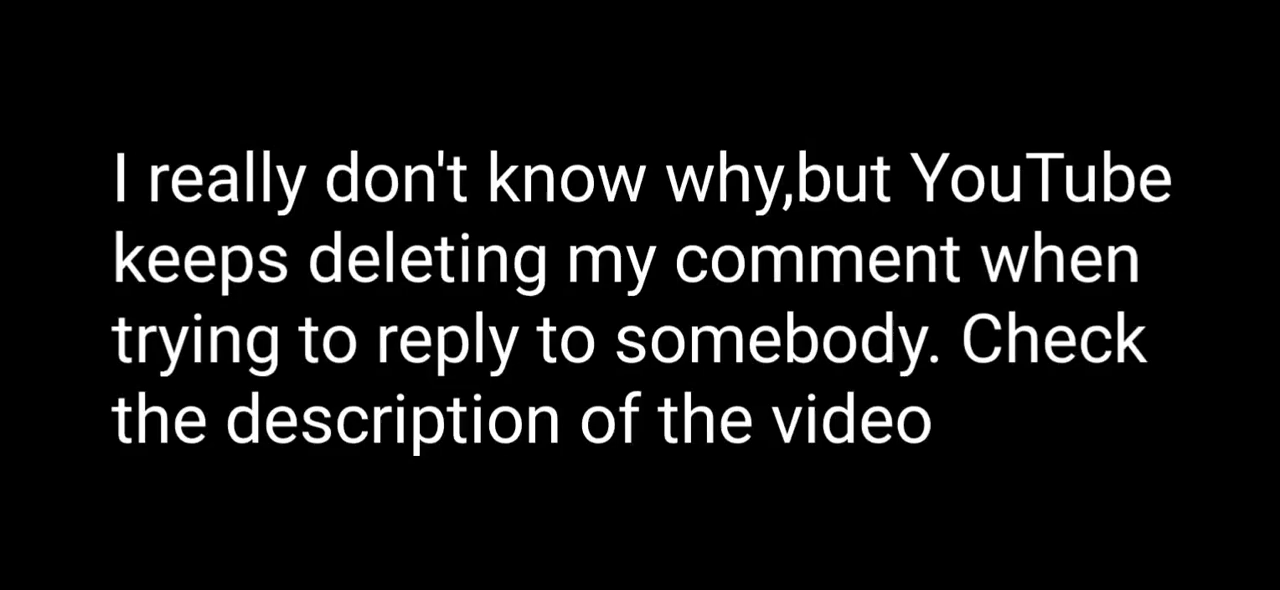 I really don't know why,but YouTube
keeps deleting my comment when
trying to reply to somebody. Check
the description of the video